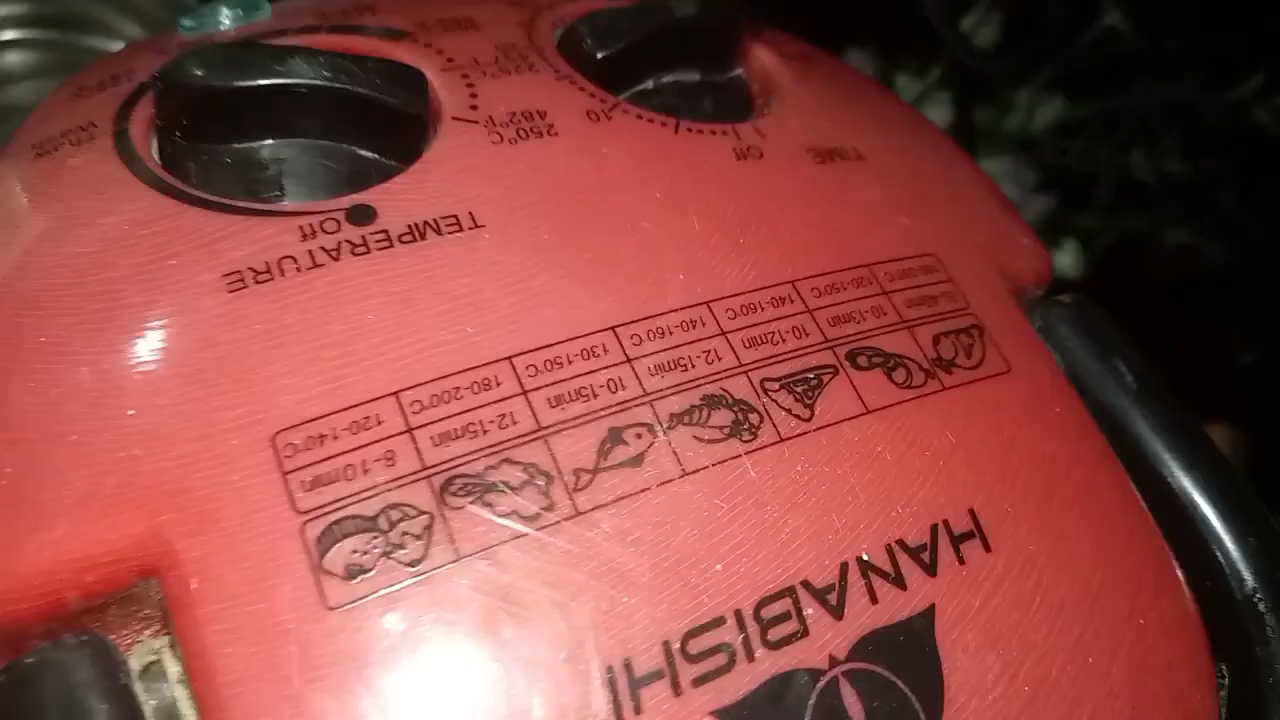 HANABISHI
10-13min 10-12min 12-15min 10-15min 12-15min 8-10min
120-150°C 140-160°C 140-160°C 130-150°C 180-200°C 120-140°C
TIME
Off
10
TEMPERATURE
Off
250°C
482°F